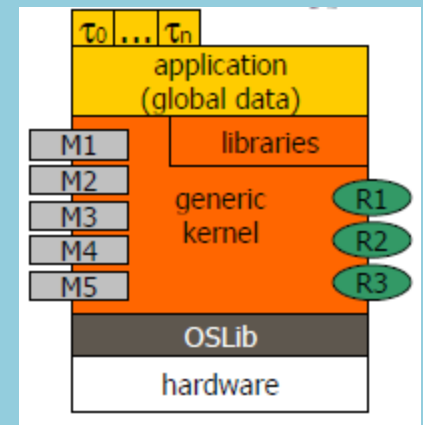 τ0 ... τn
application
(global data)
libraries
M1
M2
M3
M4
M5
generic
kernel
R1
R2
R3
OSLib
hardware